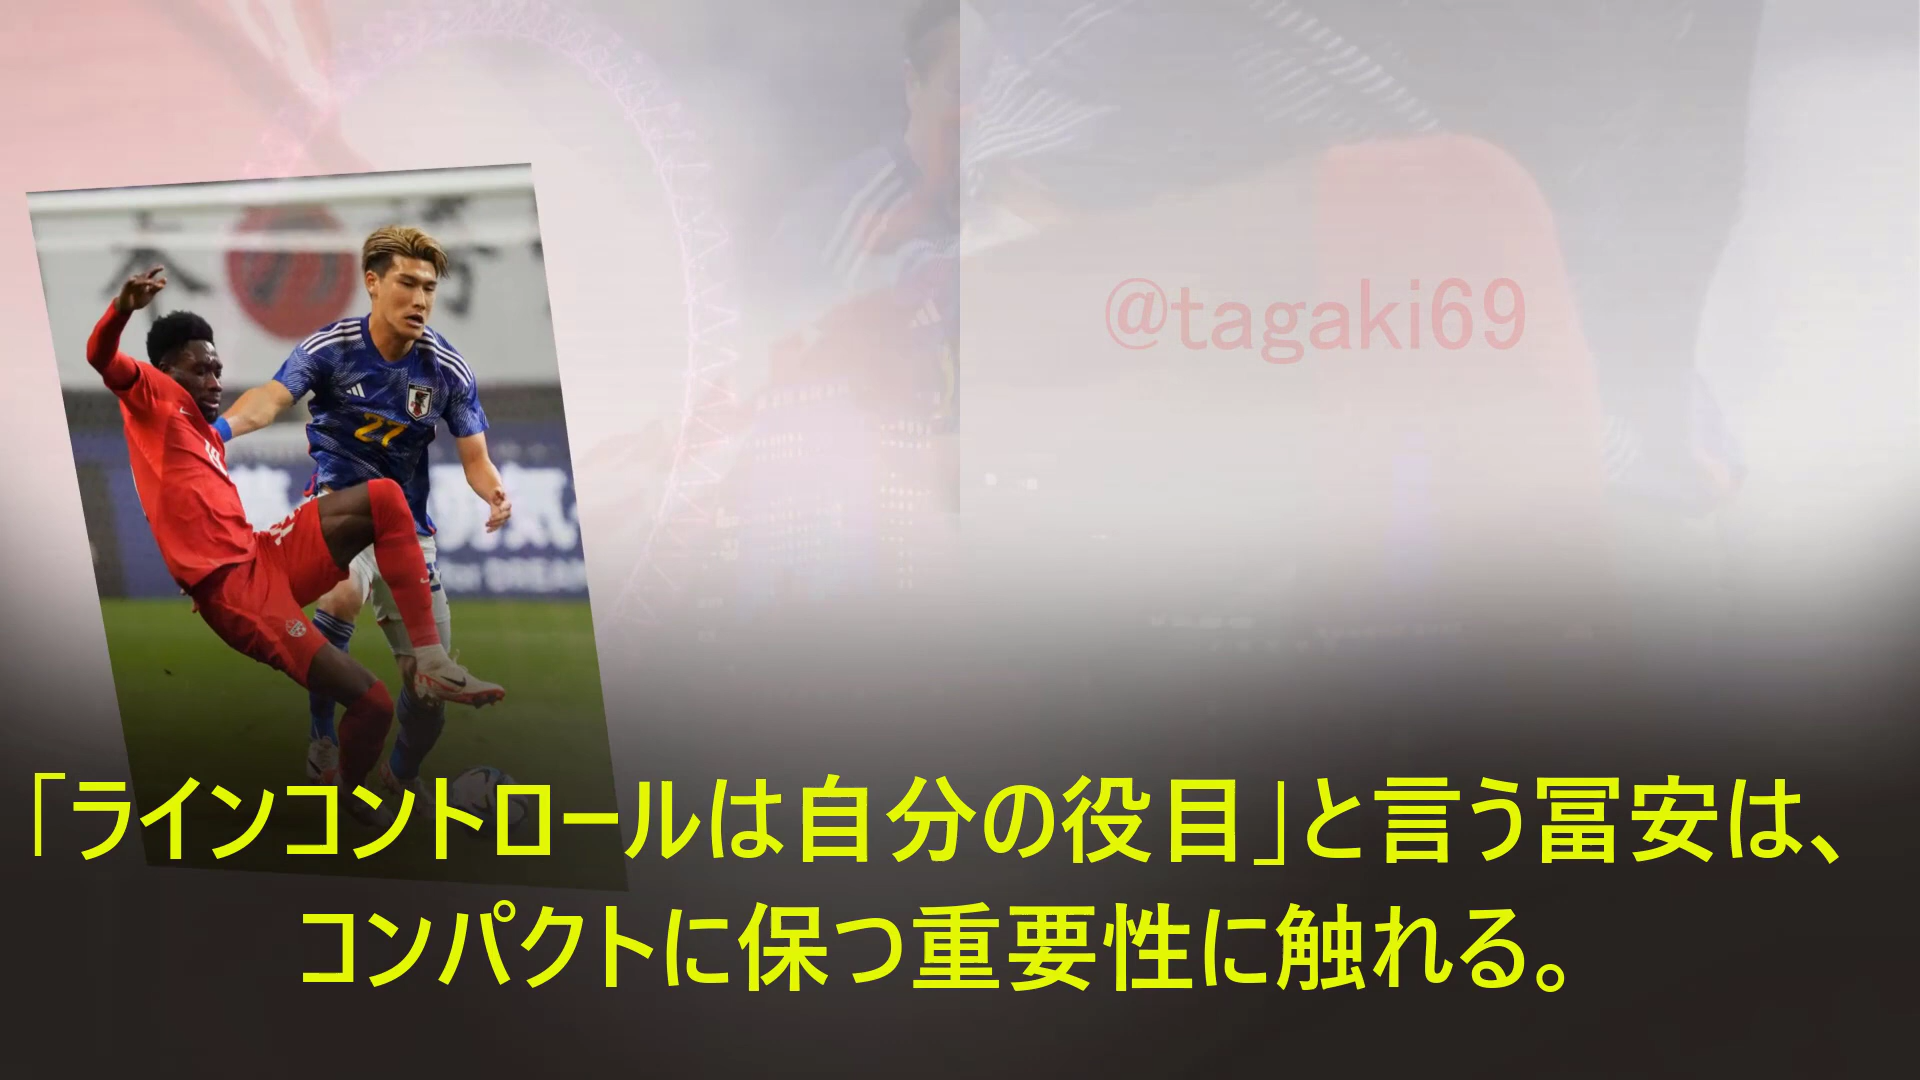 @tagaki69
27
「ラインコントロールは自分の役目」と言う冨安は、
コンパクトに保つ重要性に触れる。